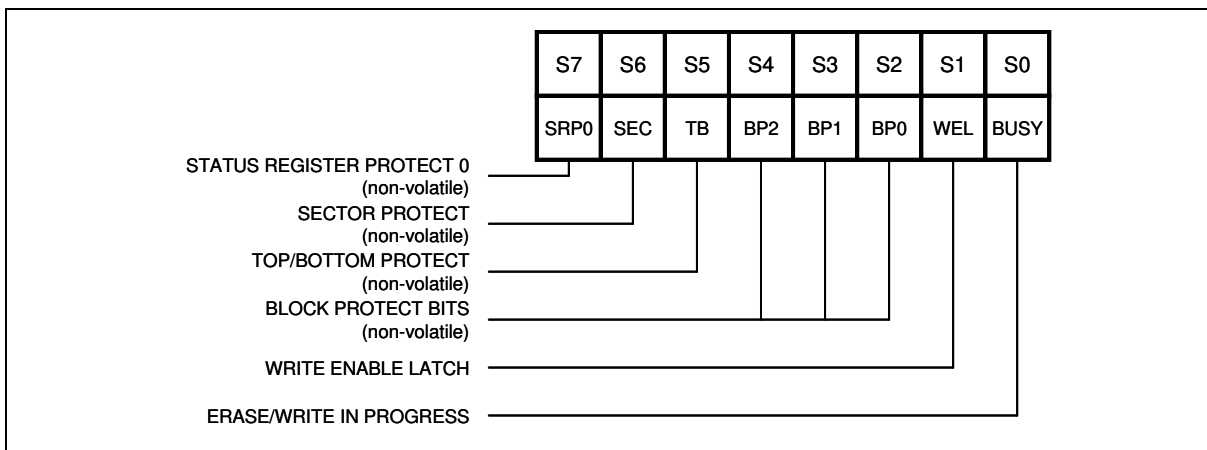 S7 S6 S5 S4 S3 S2 S1 S0
SRP0 SEC TB BP2 BP1 BP0 WEL BUSY
STATUS REGISTER PROTECT 0
(non-volatile)
SECTOR PROTECT
(non-volatile)
TOP/BOTTOM PROTECT
(non-volatile)
BLOCK PROTECT BITS
(non-volatile)
WRITE ENABLE LATCH
ERASE/WRITE IN PROGRESS